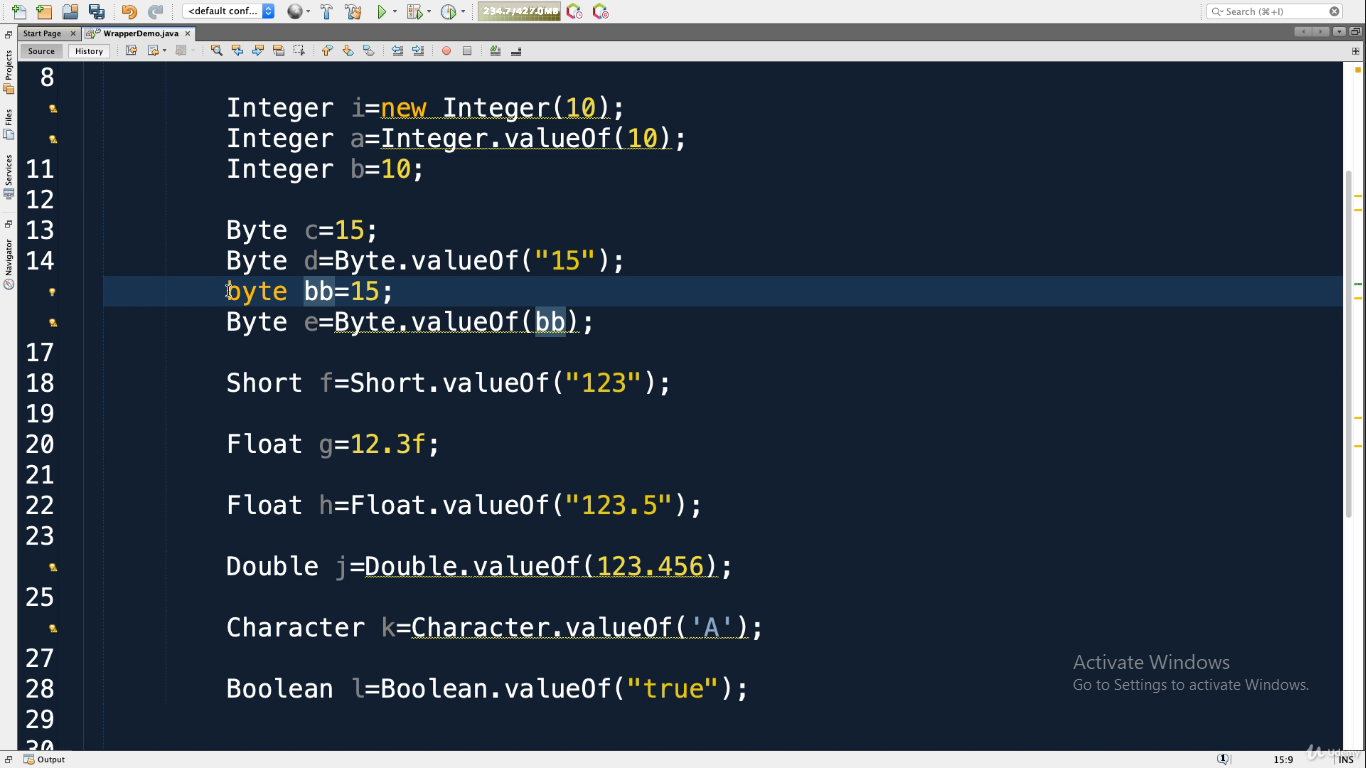 <default conf...
234.7/427.0MB
Search (⌘+I)
Start Page
WrapperDemo.java
Source
History
Projects
Files
Services
Navigator
8
Integer i=new Integer(10);
Integer a=Integer.valueOf(10);
11 Integer b=10;
12
13 Byte c=15;
14 Byte d=Byte.valueOf("15");
byte bb=15;
Byte e=Byte.valueOf(bb);
17
18 Short f=Short.valueOf("123");
19
20 Float g=12.3f;
21
22 Float h=Float.valueOf("123.5");
23
Double j=Double.valueOf(123.456);
25
Character k=Character.valueOf('A');
27
28 Boolean l=Boolean.valueOf("true");
29
30
Activate Windows
Go to Settings to activate Windows.
Output
1
15:9
INS
Udemy